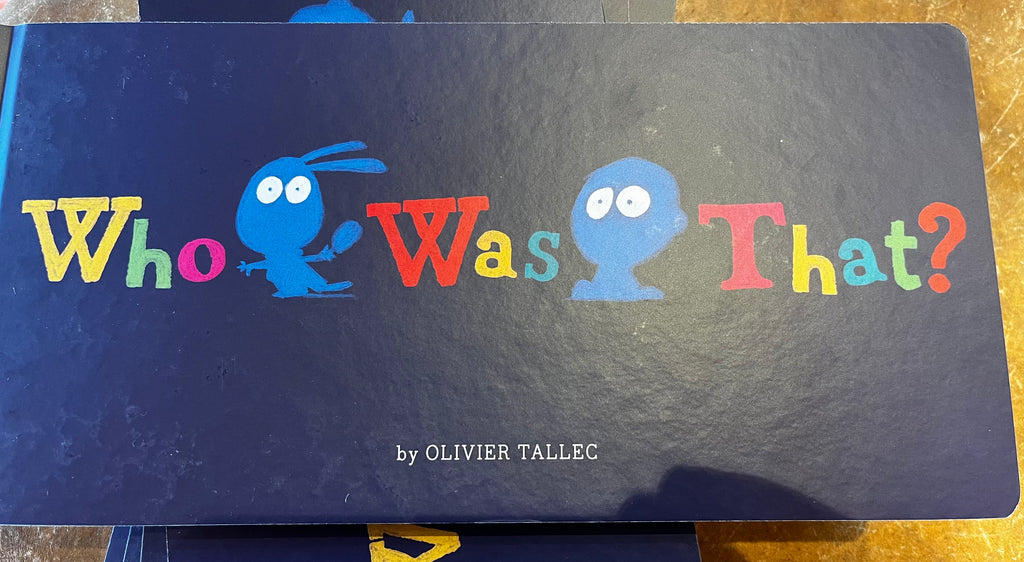 Who Was That?
by OLIVIER TALLEC